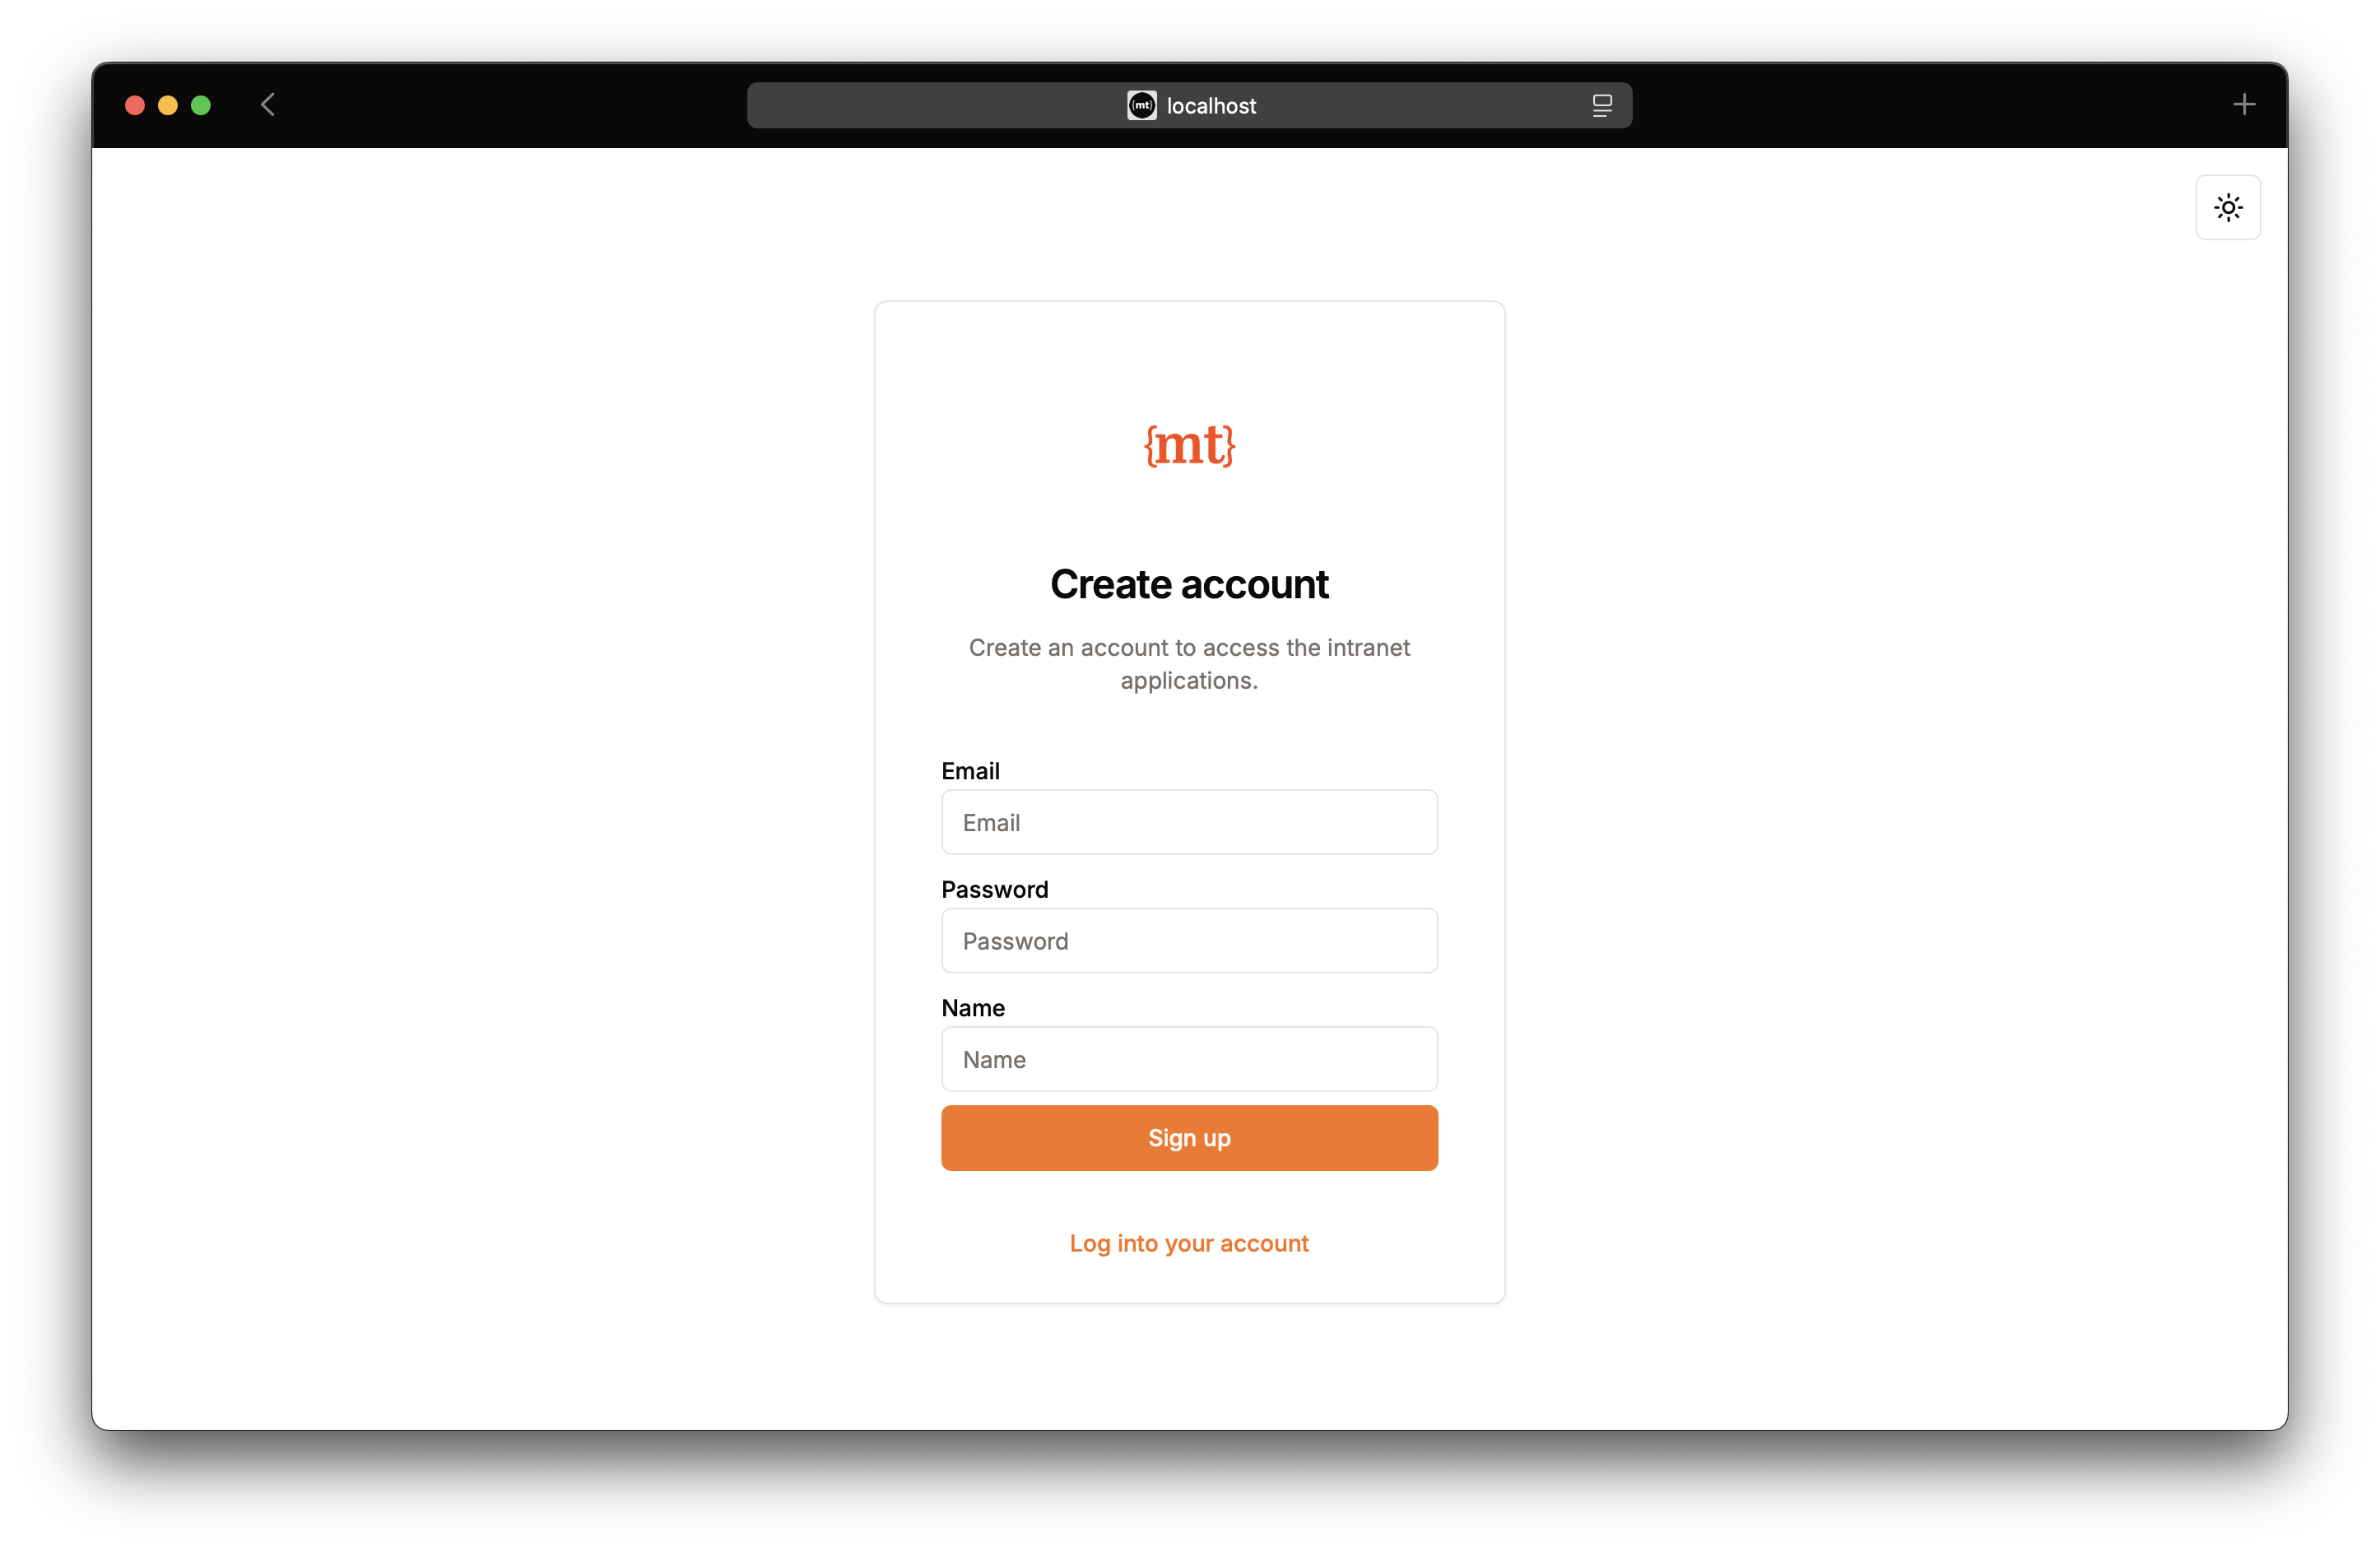 {mt} localhost
{mt}
Create account
Create an account to access the intranet
applications.
Email
Email
Password
Password
Name
Name
Sign up
Log into your account